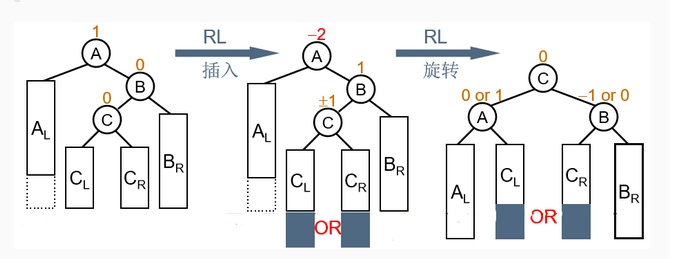 1
A
0
B
0
C
A_L
C_L
C_R
B_R
RL
插入
-2
A
1
B
±1
C
A_L
C_L
C_R
B_R
OR
RL
旋转
0
C
0 or 1
A
-1 or 0
B
A_L
C_L
C_R
B_R
OR